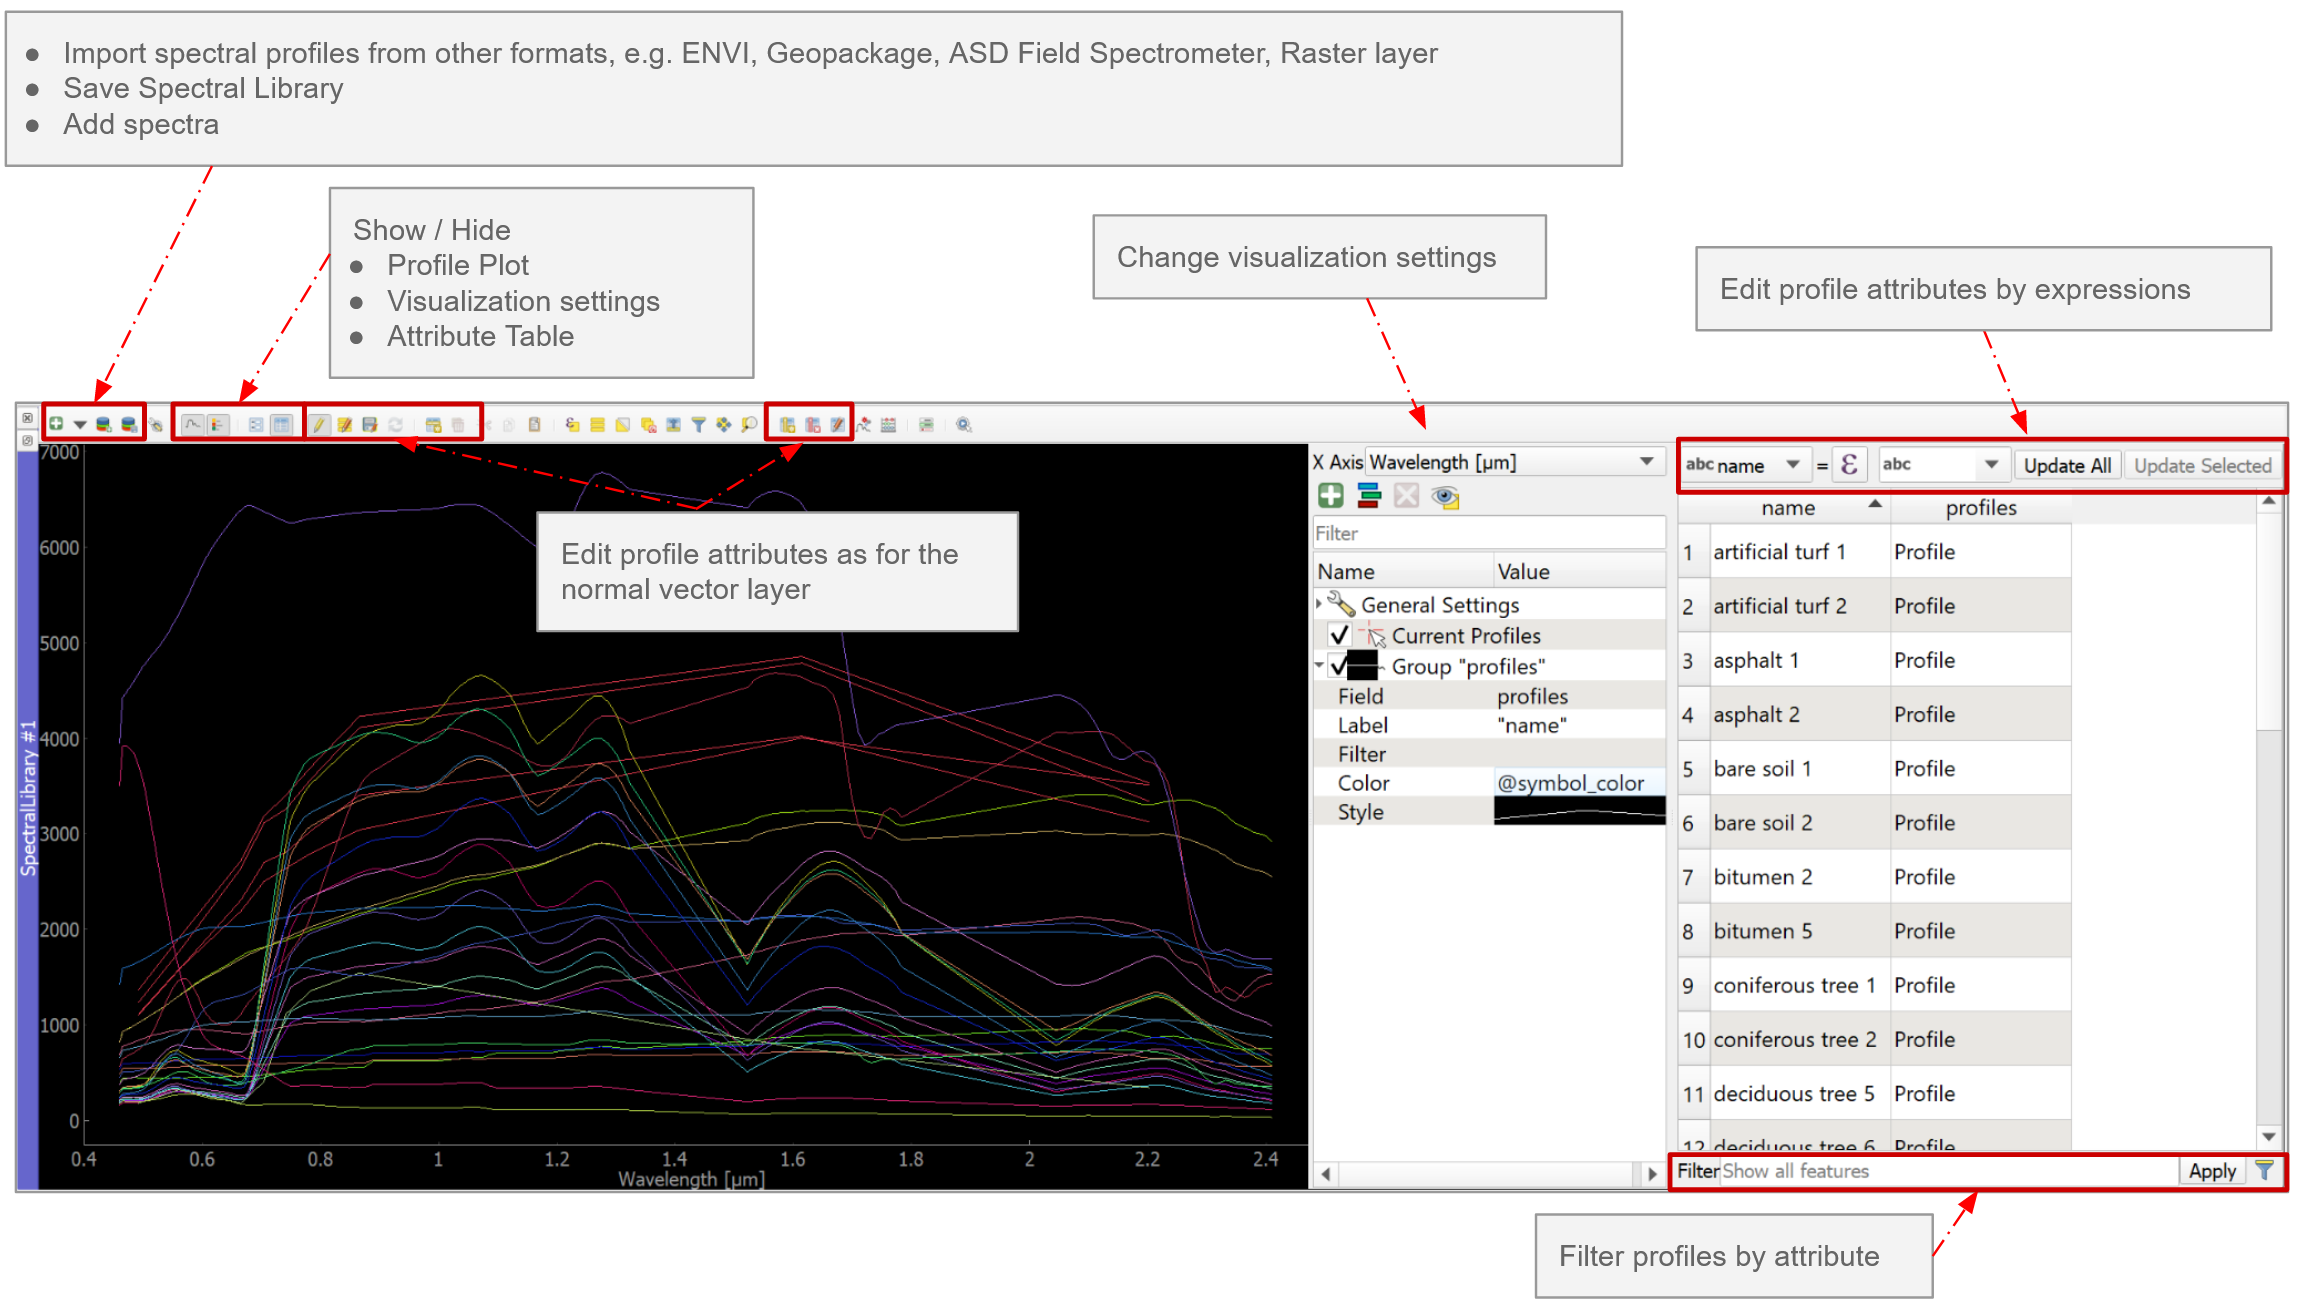 ● Import spectral profiles from other formats, e.g. ENVI, Geopackage, ASD Field Spectrometer, Raster layer
● Save Spectral Library
● Add spectra
Show / Hide
● Profile Plot
● Visualization settings
● Attribute Table
Change visualization settings
Edit profile attributes by expressions
Edit profile attributes as for the
normal vector layer
SpectralLibrary #1
7000
6000
5000
4000
3000
2000
1000
0
0.4 0.6 0.8 1 1.2 1.4 1.6 1.8 2 2.2 2.4
Wavelength [µm]
X Axis Wavelength [µm]
Filter
Name Value
General Settings
Current Profiles
Group "profiles"
Field profiles
Label "name"
Filter
Color @symbol_color
Style
abc name = ε abc Update All Update Selected
name profiles
1 artificial turf 1 Profile
2 artificial turf 2 Profile
3 asphalt 1 Profile
4 asphalt 2 Profile
5 bare soil 1 Profile
6 bare soil 2 Profile
7 bitumen 2 Profile
8 bitumen 5 Profile
9 coniferous tree 1 Profile
10 coniferous tree 2 Profile
11 deciduous tree 5 Profile
12 deciduous tree 6 Profile
Filter Show all features Apply
Filter profiles by attribute